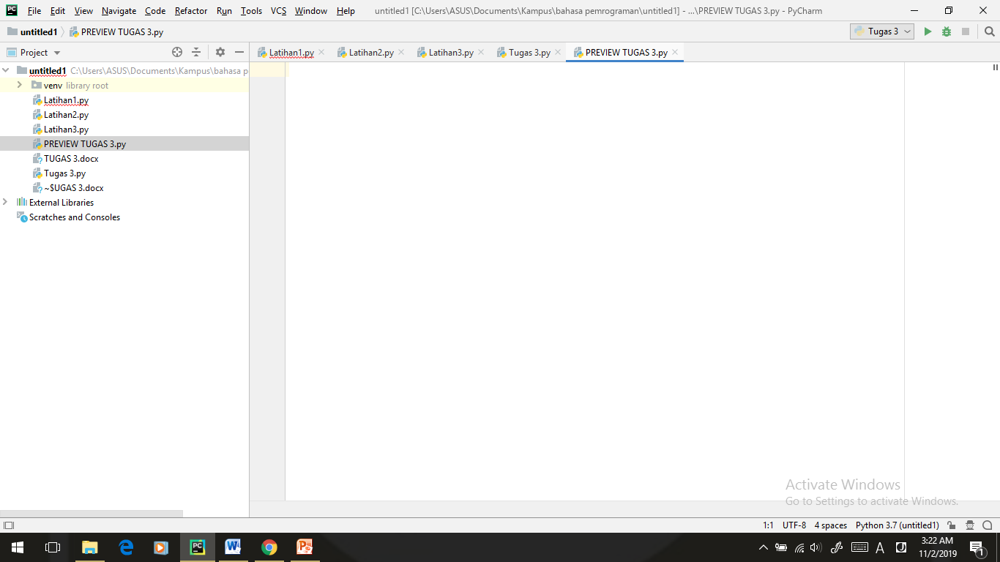 PC File Edit View Navigate Code Refactor Run Tools VCS Window Help untitled1 [C:\Users\ASUS\Documents\Kampus\bahasa pemrograman\untitled1] - ...\PREVIEW TUGAS 3.py - PyCharm
untitled1 PREVIEW TUGAS 3.py Tugas 3
Project Latihan1.py Latihan2.py Latihan3.py Tugas 3.py PREVIEW TUGAS 3.py
untitled1 C:\Users\ASUS\Documents\Kampus\bahasa p
venv library root
Latihan1.py
Latihan2.py
Latihan3.py
PREVIEW TUGAS 3.py
TUGAS 3.docx
Tugas 3.py
~$UGAS 3.docx
External Libraries
Scratches and Consoles
Activate Windows
Go to Settings to activate Windows.
1:1 UTF-8 4 spaces Python 3.7 (untitled1)
PC A 3:22 AM
11/2/2019 1